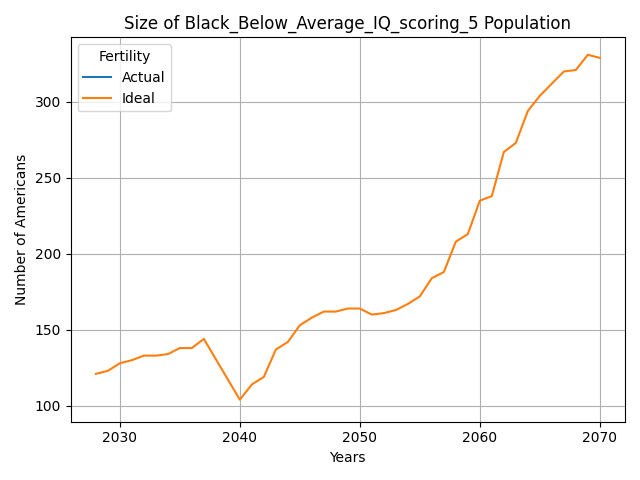 Size of Black_Below_Average_IQ_scoring_5 Population
Fertility
Actual
Ideal
Number of Americans
300
250
200
150
100
2030 2040 2050 2060 2070
Years